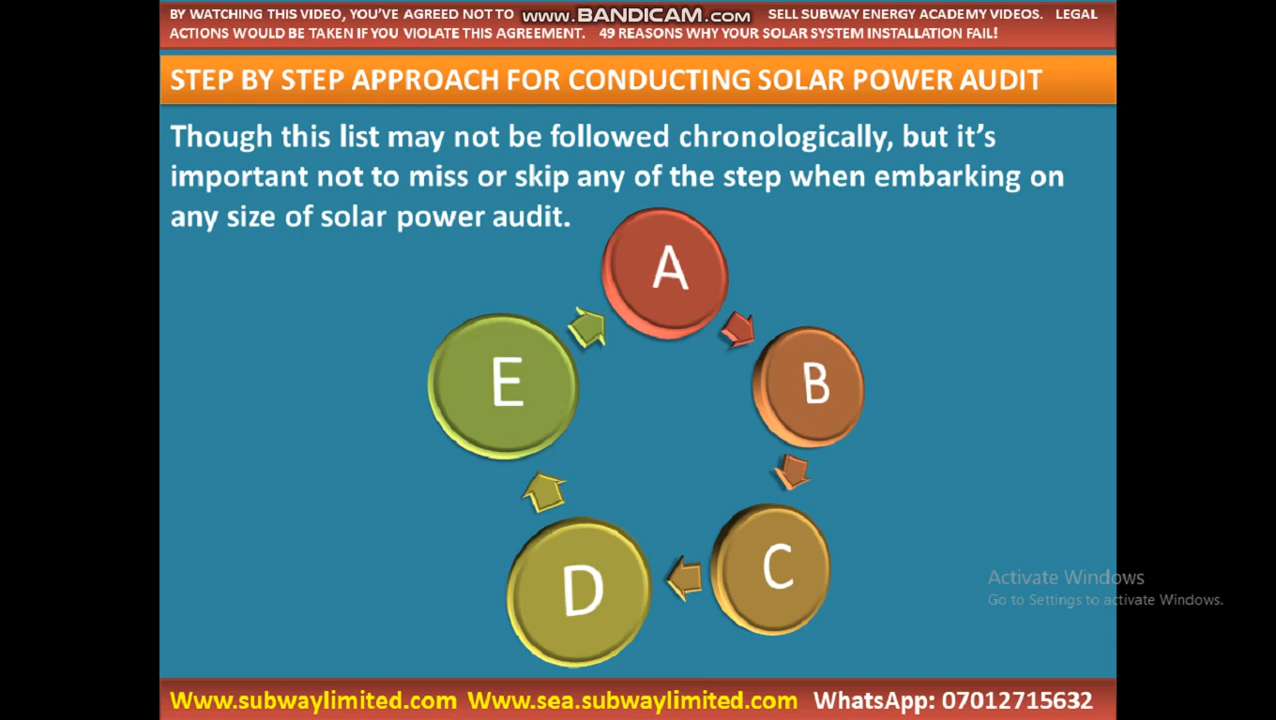 BY WATCHING THIS VIDEO, YOU'VE AGREED NOT TO www.BANDICAM.com SELL SUBWAY ENERGY ACADEMY VIDEOS. LEGAL
ACTIONS WOULD BE TAKEN IF YOU VIOLATE THIS AGREEMENT. 49 REASONS WHY YOUR SOLAR SYSTEM INSTALLATION FAIL!
STEP BY STEP APPROACH FOR CONDUCTING SOLAR POWER AUDIT
Though this list may not be followed chronologically, but it's
important not to miss or skip any of the step when embarking on
any size of solar power audit.
A
B
C
D
E
Activate Windows
Go to Settings to activate Windows.
Www.subwaylimited.com Www.sea.subwaylimited.com WhatsApp: 07012715632